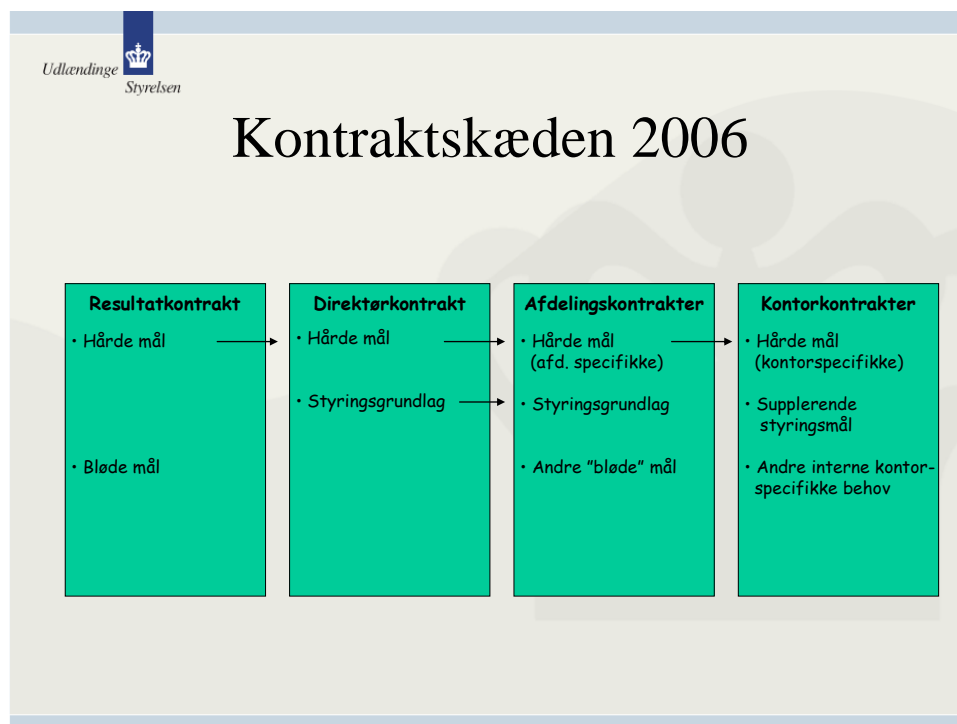 Udlændinge
Styrelsen
Kontraktskæden 2006
Resultatkontrakt
• Hårde mål
• Bløde mål
Direktørkontrakt
• Hårde mål
• Styringsgrundlag
Afdelingskontrakter
• Hårde mål
(afd. specifikke)
• Styringsgrundlag
• Andre ”bløde” mål
Kontorkontrakter
• Hårde mål
(kontorspecifikke)
• Supplerende
styringsmål
• Andre interne kontor-
specifikke behov